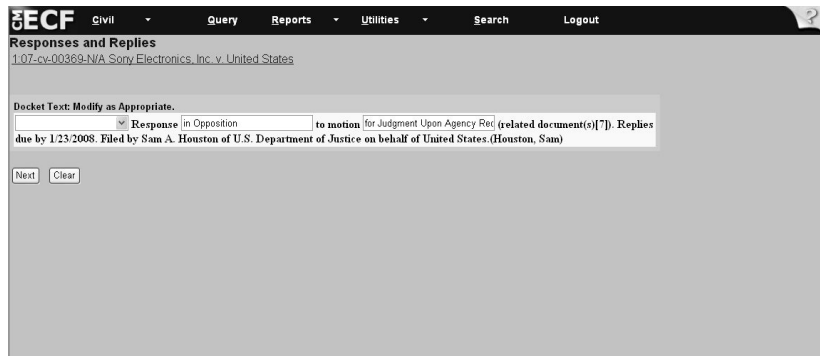 CM ECF Civil Query Reports Utilities Search Logout ?
Responses and Replies
1:07-cv-00369-N/A Sony Electronics, Inc. v. United States
Docket Text: Modify as Appropriate.
Response in Opposition to motion for Judgment Upon Agency Rec (related document(s)[7]). Replies
due by 1/23/2008. Filed by Sam A. Houston of U.S. Department of Justice on behalf of United States.(Houston, Sam)
Next Clear